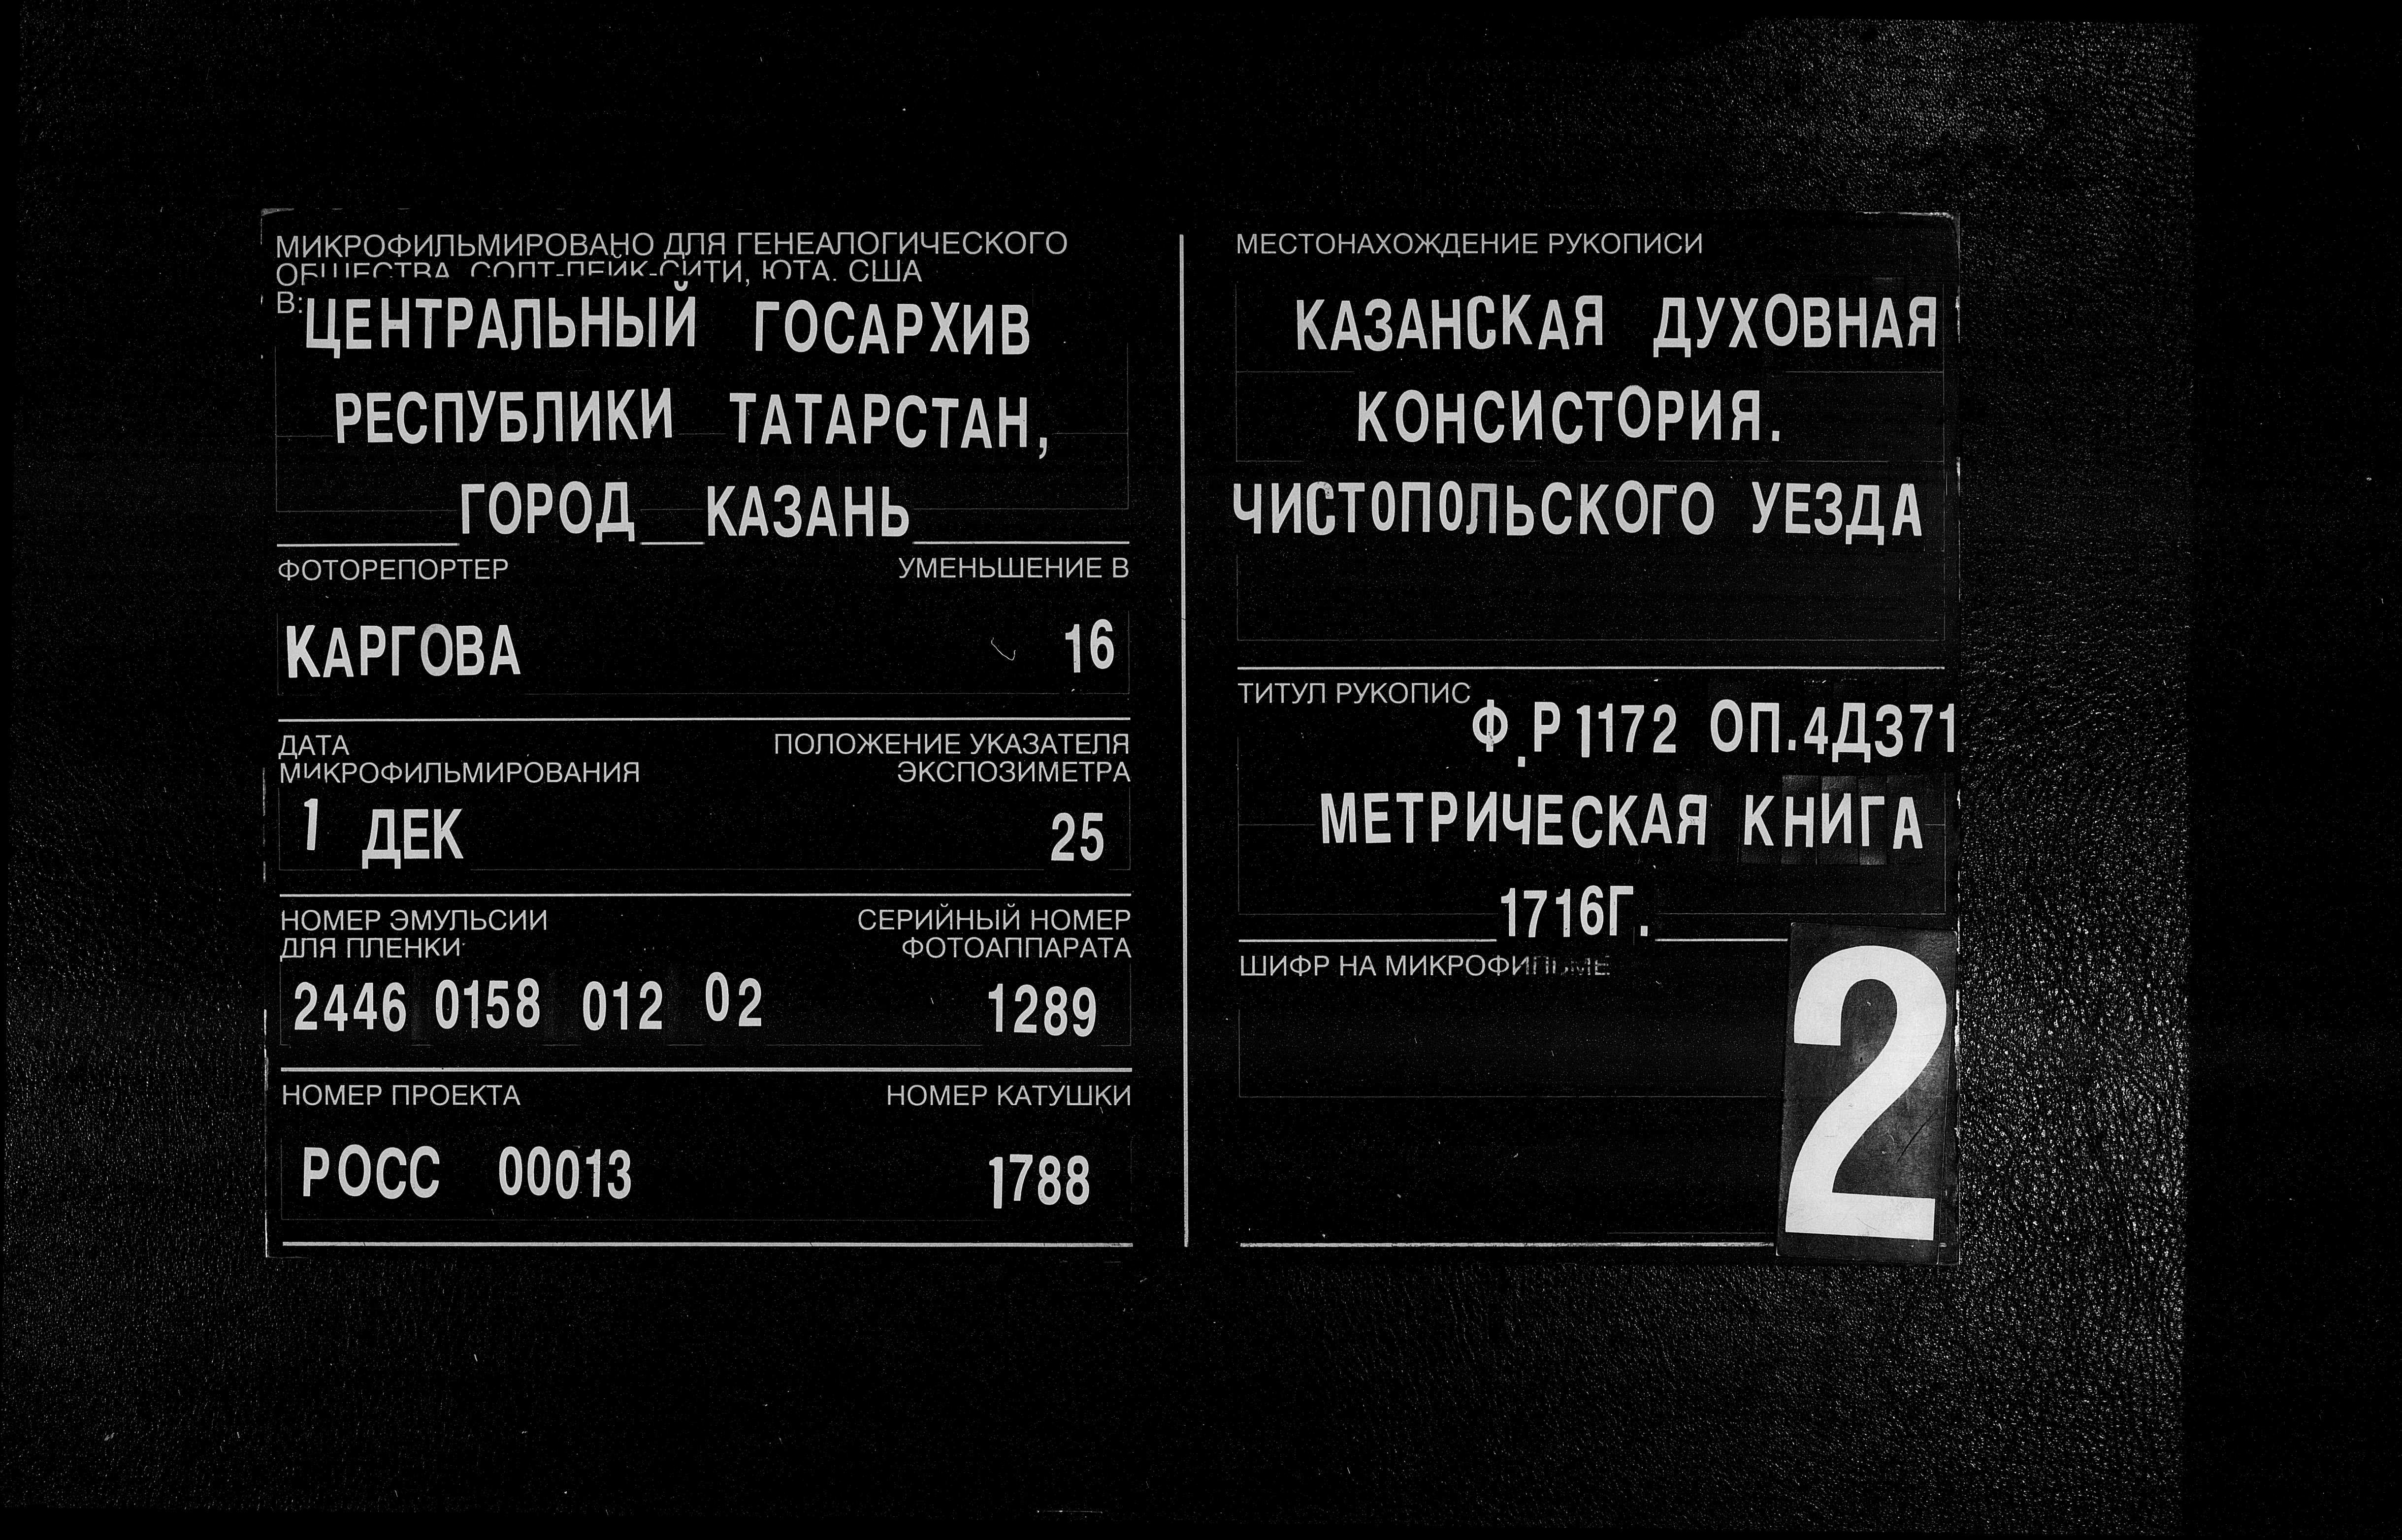 МИКРОФИЛЬМИРОВАНО ДЛЯ ГЕНЕАЛОГИЧЕСКОГО
ОБЩЕСТВА, СОЛТ-ЛЕЙК-СИТИ, ЮТА. США
В:
ЦЕНТРАЛЬНЫЙ ГОСАРХИВ
РЕСПУБЛИКИ ТАТАРСТАН,
ГОРОД КАЗАНЬ
ФОТОРЕПОРТЕР УМЕНЬШЕНИЕ В
КАРГОВА 16
ДАТА ПОЛОЖЕНИЕ УКАЗАТЕЛЯ
МИКРОФИЛЬМИРОВАНИЯ ЭКСПОЗИМЕТРА
1 ДЕК 25
НОМЕР ЭМУЛЬСИИ СЕРИЙНЫЙ НОМЕР
ДЛЯ ПЛЕНКИ ФОТОАППАРАТА
2446 0158 012 02 1289
НОМЕР ПРОЕКТА НОМЕР КАТУШКИ
РОСС 00013 1788
МЕСТОНАХОЖДЕНИЕ РУКОПИСИ
КАЗАНСКАЯ ДУХОВНАЯ
КОНСИСТОРИЯ.
ЧИСТОПОЛЬСКОГО УЕЗДА
ТИТУЛ РУКОПИС
Ф.Р1172 ОП.4Д371
МЕТРИЧЕСКАЯ КНИГА
1716Г.
ШИФР НА МИКРОФИЛЬМЕ
2